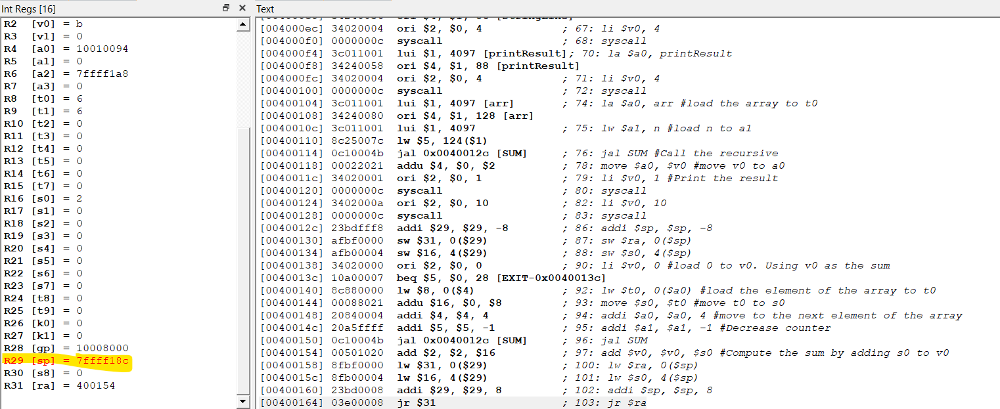 Int Regs [16]
R2 [v0] = b
R3 [v1] = 0
R4 [a0] = 10010094
R5 [a1] = 0
R6 [a2] = 7ffff1a8
R7 [a3] = 0
R8 [t0] = 6
R9 [t1] = 6
R10 [t2] = 0
R11 [t3] = 0
R12 [t4] = 0
R13 [t5] = 0
R14 [t6] = 0
R15 [t7] = 0
R16 [s0] = 2
R17 [s1] = 0
R18 [s2] = 0
R19 [s3] = 0
R20 [s4] = 0
R21 [s5] = 0
R22 [s6] = 0
R23 [s7] = 0
R24 [t8] = 0
R25 [t9] = 0
R26 [k0] = 0
R27 [k1] = 0
R28 [gp] = 10008000
R29 [sp] = 7ffff18c
R30 [s8] = 0
R31 [ra] = 400154
Text
[004000ec] 34020004 ori $2, $0, 4 ; 67: li $v0, 4
[004000f0] 0000000c syscall ; 68: syscall
[004000f4] 3c011001 lui $1, 4097 [printResult]; 70: la $a0, printResult
[004000f8] 34240058 ori $4, $1, 88 [printResult]
[004000fc] 34020004 ori $2, $0, 4 ; 71: li $v0, 4
[00400100] 0000000c syscall ; 72: syscall
[00400104] 3c011001 lui $1, 4097 [arr] ; 74: la $a0, arr #load the array to t0
[00400108] 34240080 ori $4, $1, 128 [arr]
[0040010c] 3c011001 lui $1, 4097 ; 75: lw $a1, n #load n to a1
[00400110] 8c25007c lw $5, 124($1)
[00400114] 0c10004b jal 0x0040012c [SUM] ; 76: jal SUM #Call the recursive
[00400118] 00022021 addu $4, $0, $2 ; 78: move $a0, $v0 #move v0 to a0
[0040011c] 34020001 ori $2, $0, 1 ; 79: li $v0, 1 #Print the result
[00400120] 0000000c syscall ; 80: syscall
[00400124] 3402000a ori $2, $0, 10 ; 82: li $v0, 10
[00400128] 0000000c syscall ; 83: syscall
[0040012c] 23bdfff8 addi $29, $29, -8 ; 86: addi $sp, $sp, -8
[00400130] afbf0000 sw $31, 0($29) ; 87: sw $ra, 0($sp)
[00400134] afb00004 sw $16, 4($29) ; 88: sw $s0, 4($sp)
[00400138] 34020000 ori $2, $0, 0 ; 90: li $v0, 0 #load 0 to v0. Using v0 as the sum
[0040013c] 10a00007 beq $5, $0, 28 [EXIT-0x0040013c]
[00400140] 8c880000 lw $8, 0($4) ; 92: lw $t0, 0($a0) #load the element of the array to t0
[00400144] 00088021 addu $16, $0, $8 ; 93: move $s0, $t0 #move t0 to s0
[00400148] 20840004 addi $4, $4, 4 ; 94: addi $a0, $a0, 4 #move to the next element of the array
[0040014c] 20a5ffff addi $5, $5, -1 ; 95: addi $a1, $a1, -1 #Decrease counter
[00400150] 0c10004b jal 0x0040012c [SUM] ; 96: jal SUM
[00400154] 00501020 add $2, $2, $16 ; 97: add $v0, $v0, $s0 #Compute the sum by adding s0 to v0
[00400158] 8fbf0000 lw $31, 0($29) ; 100: lw $ra, 0($sp)
[0040015c] 8fb00004 lw $16, 4($29) ; 101: lw $s0, 4($sp)
[00400160] 23bd0008 addi $29, $29, 8 ; 102: addi $sp, $sp, 8
[00400164] 03e00008 jr $31 ; 103: jr $ra